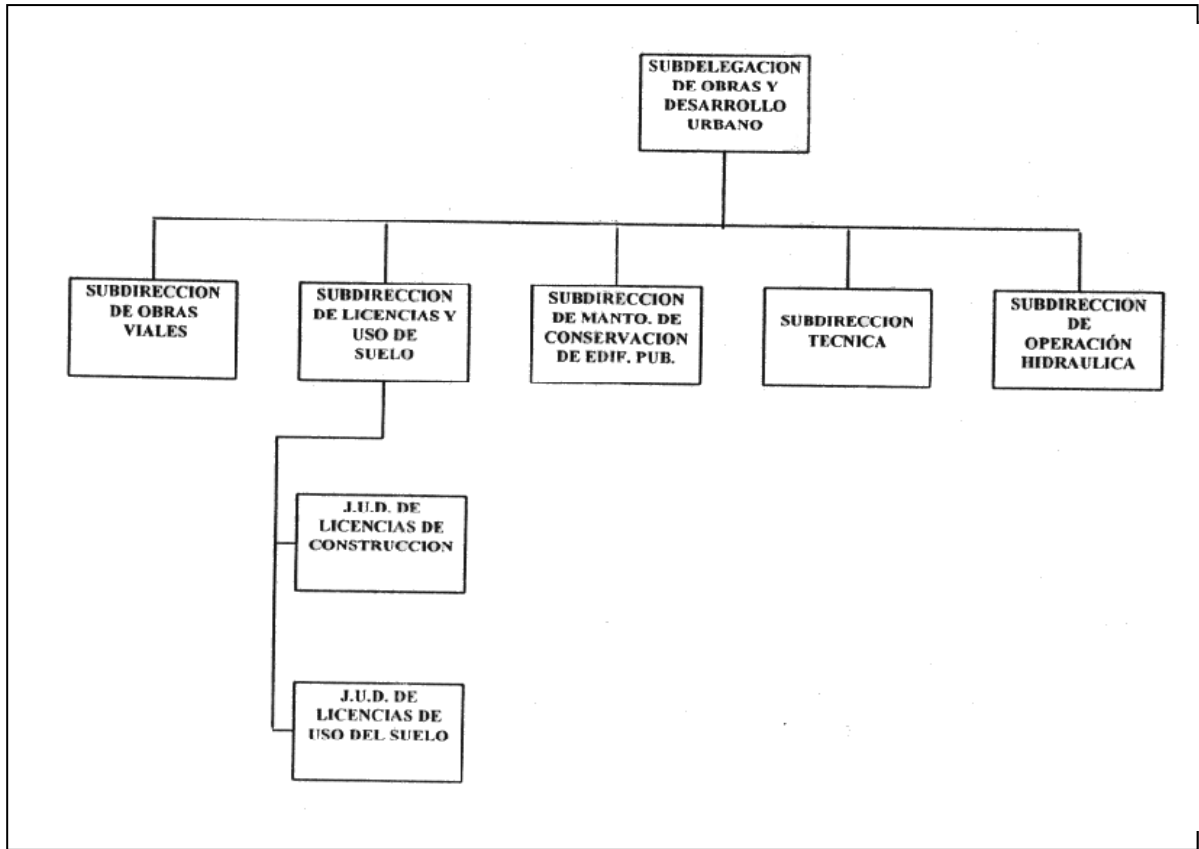 SUBDELEGACION
DE OBRAS Y
DESARROLLO
URBANO
SUBDIRECCION
DE OBRAS
VIALES
SUBDIRECCION
DE LICENCIAS Y
USO DE
SUELO
SUBDIRECCION
DE MANTO. DE
CONSERVACION
DE EDIF. PUB.
SUBDIRECCION
TECNICA
SUBDIRECCION
DE
OPERACIÓN
HIDRAULICA
J.U.D. DE
LICENCIAS DE
CONSTRUCCION
J.U.D. DE
LICENCIAS DE
USO DEL SUELO